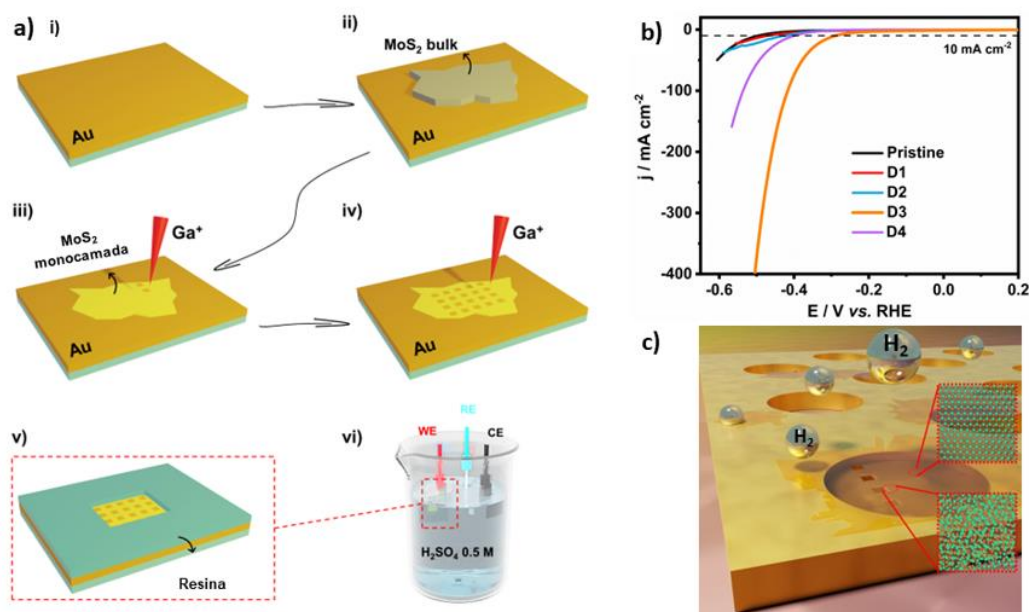 a)
i)
Au
ii)
MoS₂ bulk
Au
iii)
MoS₂
monocamada
Ga⁺
Au
iv)
Ga⁺
Au
v)
Resina
vi)
WE
RE
CE
H₂SO₄ 0.5 M
b)
0
-100
-200
-300
-400
j / mA cm⁻²
10 mA cm⁻²
Pristine
D1
D2
D3
D4
-0.6
-0.4
-0.2
0.0
0.2
E / V vs. RHE
c)
H₂
H₂